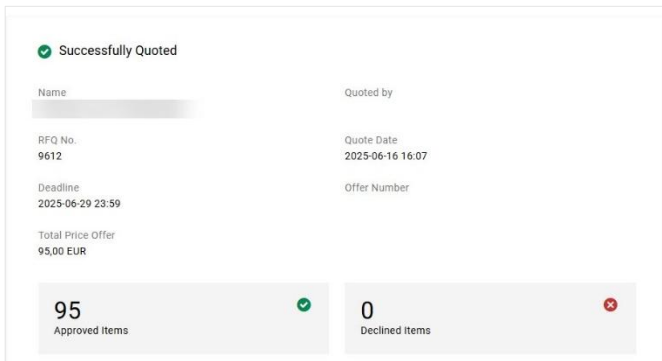 Successfully Quoted
Name
Quoted by
RFQ No.
9612
Quote Date
2025-06-16 16:07
Deadline
2025-06-29 23:59
Offer Number
Total Price Offer
95,00 EUR
95
Approved Items
0
Declined Items